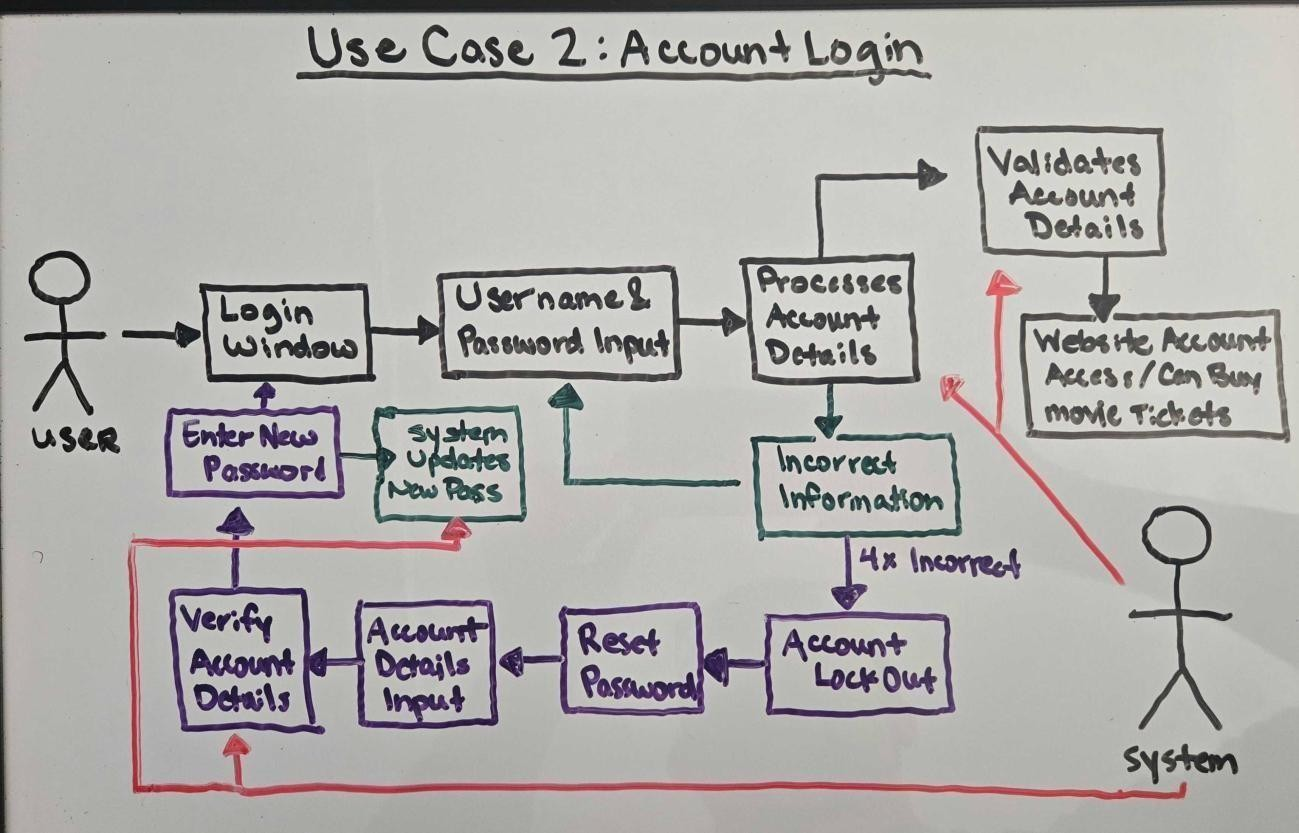 Use Case 2: Account Login
Validates
Account
Details
Login
Window
Username &
Password Input
Processes
Account
Details
Website Account
Access/Can Buy
movie Tickets
user
Enter New
Password
system
Updates
New Pass
Incorrect
Information
4x Incorrect
Verify
Account
Details
Account
Details
Input
Reset
Password
Account
Lock Out
system